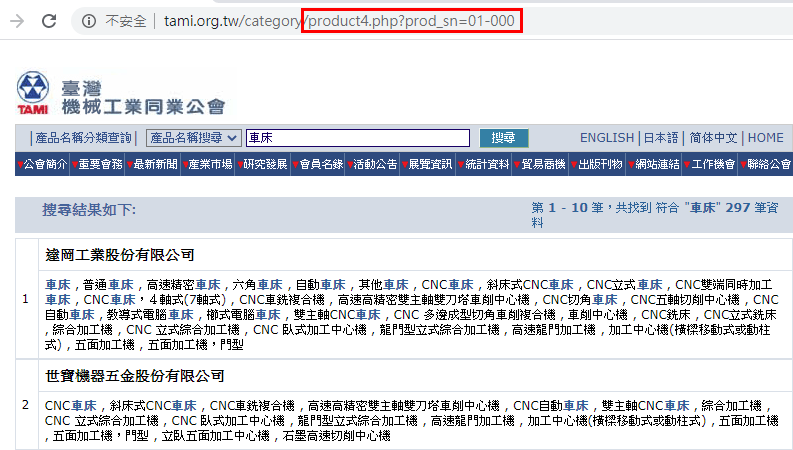 不安全 | tami.org.tw/category/product4.php?prod_sn=01-000
TAMI
臺灣
機械工業同業公會
|產品名稱分類查詢| 產品名稱搜尋 車床 搜尋 ENGLISH|日本語| 简体中文| HOME
公會簡介 重要會務 最新新聞 產業市場 研究發展 會員名錄 活動公告 展覽資訊 統計資料 貿易商機 出版刊物 網站連結 工作機會 聯絡公會
搜尋結果如下:
第 1 - 10 筆，共找到 符合 "車床" 297 筆資
料
達岡工業股份有限公司
1
車床，普通車床，高速精密車床，六角車床，自動車床，其他車床，CNC車床，斜床式CNC車床，CNC立式車床，CNC雙端同時加工
車床，CNC車床，４軸式(7軸式)，CNC車銑複合機，高速高精密雙主軸雙刀塔車削中心機，CNC切角車床，CNC五軸切削中心機，CNC
自動車床，教導式電腦車床，櫛式電腦車床，雙主軸CNC車床，CNC 多邊成型切角車削複合機，車削中心機，CNC銑床，CNC立式銑床
，綜合加工機，CNC 立式綜合加工機，CNC 臥式加工中心機，龍門型立式綜合加工機，高速龍門加工機，加工中心機(橫樑移動式或動柱
式)，五面加工機，五面加工機，門型
世寶機器五金股份有限公司
2
CNC車床，斜床式CNC車床，CNC車銑複合機，高速高精密雙主軸雙刀塔車削中心機，CNC自動車床，雙主軸CNC車床，綜合加工機，
CNC 立式綜合加工機，CNC 臥式加工中心機，龍門型立式綜合加工機，高速龍門加工機，加工中心機(橫樑移動式或動柱式)，五面加工機
，五面加工機，門型，立臥五面加工中心機，石墨高速切削中心機